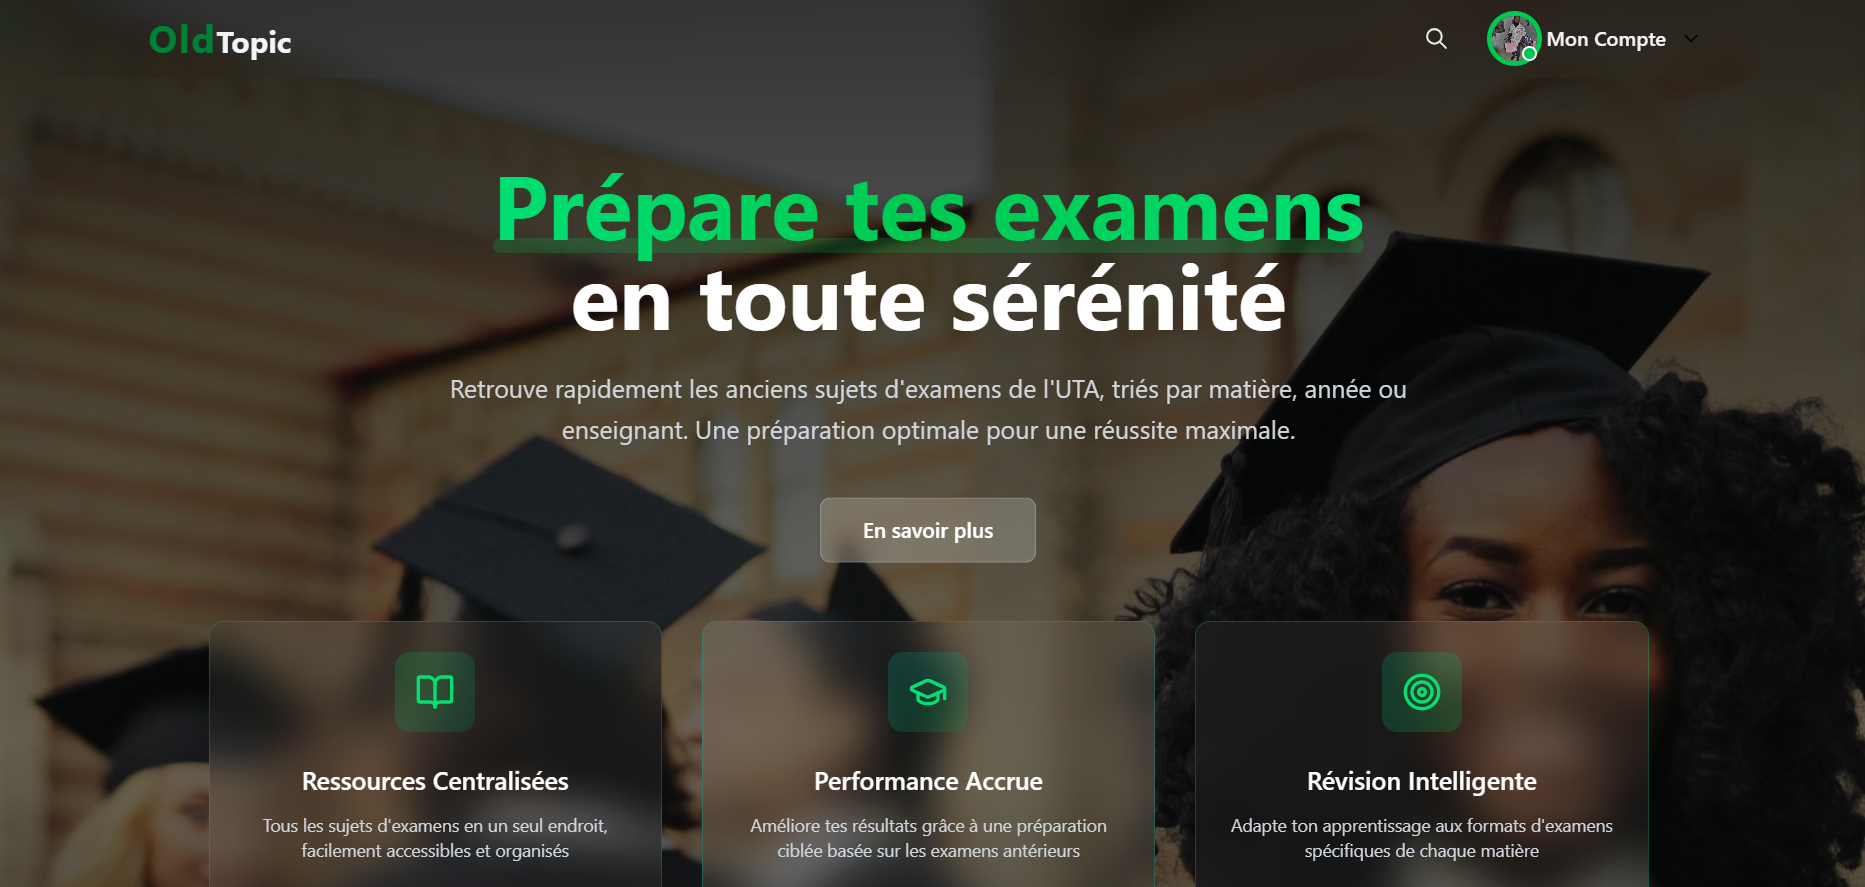 OldTopic
Mon Compte
Prépare tes examens
en toute sérénité
Retrouve rapidement les anciens sujets d'examens de l'UTA, triés par matière, année ou
enseignant. Une préparation optimale pour une réussite maximale.
En savoir plus
Ressources Centralisées
Tous les sujets d'examens en un seul endroit,
facilement accessibles et organisés
Performance Accrue
Améliore tes résultats grâce à une préparation
ciblée basée sur les examens antérieurs
Révision Intelligente
Adapte ton apprentissage aux formats d'examens
spécifiques de chaque matière